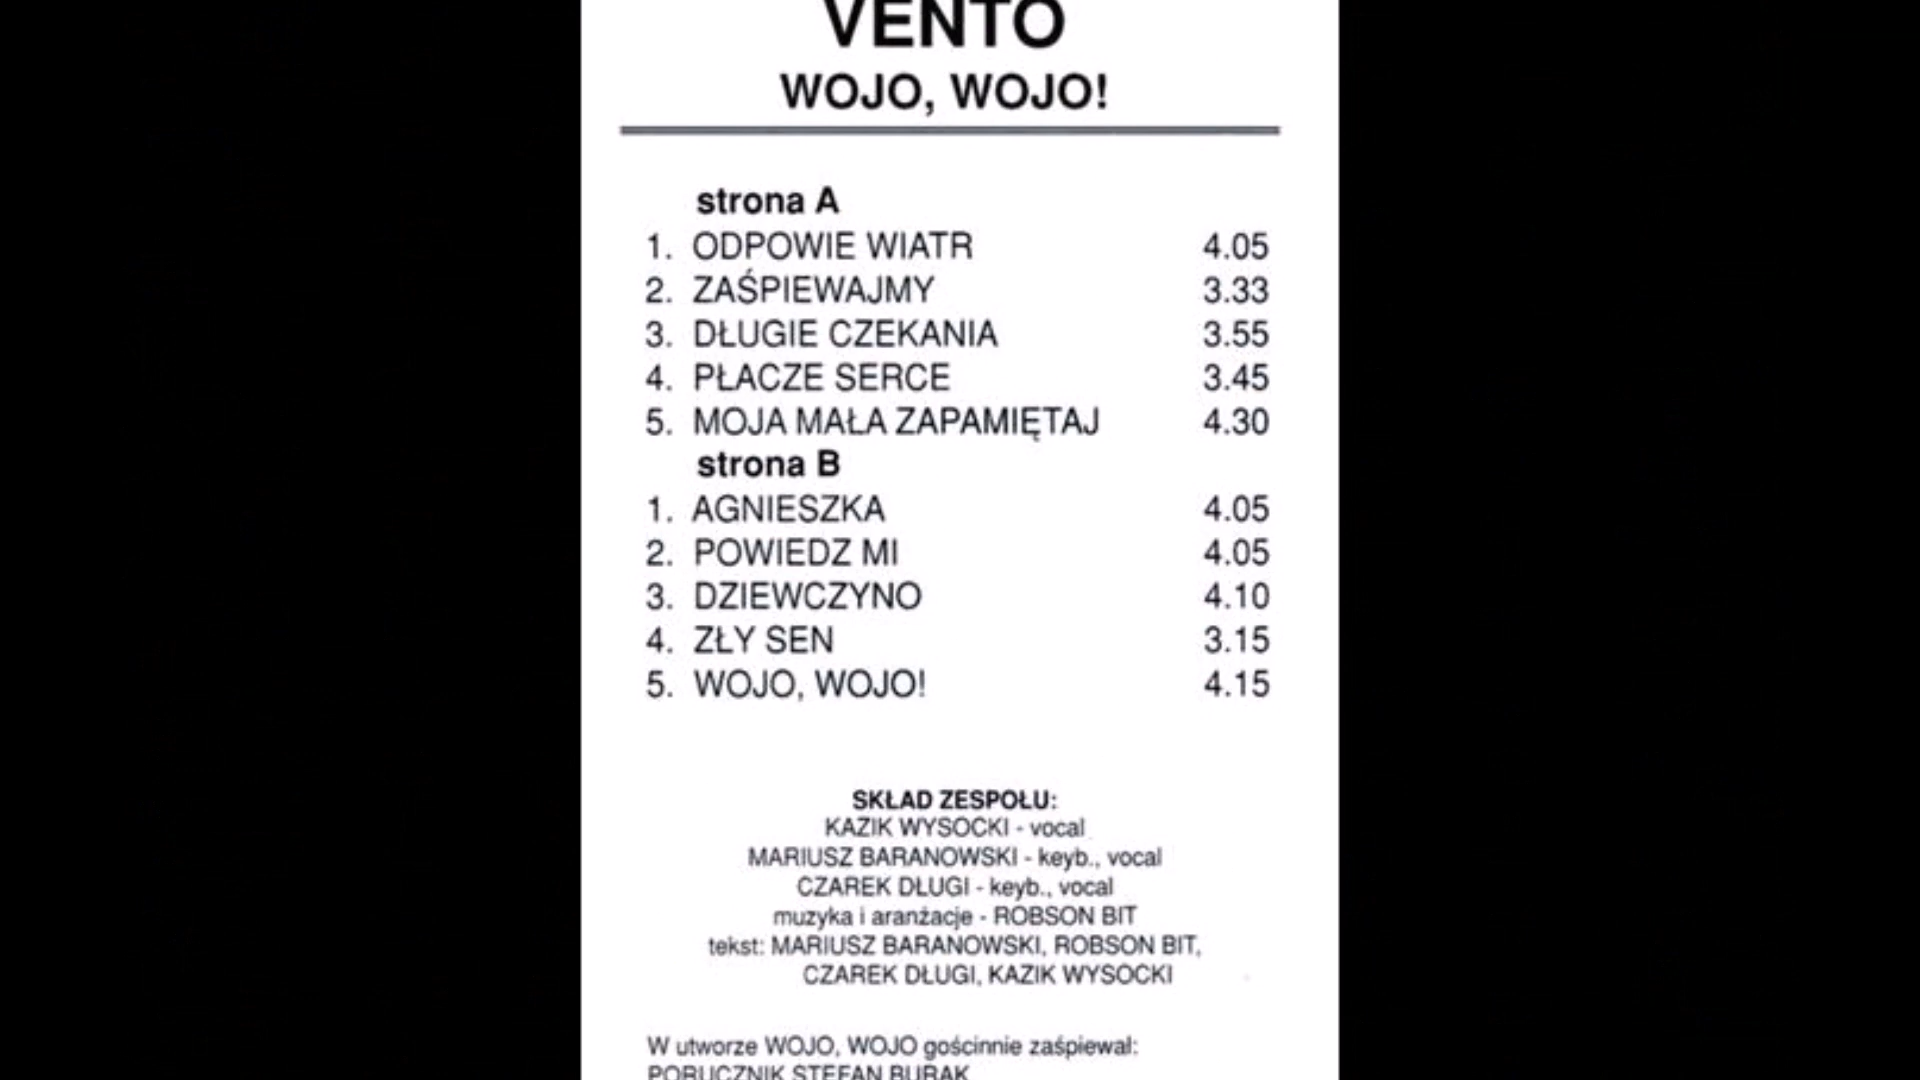 VENTO
WOJO, WOJO!
strona A
1. ODPOWIE WIATR 4.05
2. ZAŚPIEWAJMY 3.33
3. DŁUGIE CZEKANIA 3.55
4. PŁACZE SERCE 3.45
5. MOJA MAŁA ZAPAMIĘTAJ 4.30
strona B
1. AGNIESZKA 4.05
2. POWIEDZ MI 4.05
3. DZIEWCZYNO 4.10
4. ZŁY SEN 3.15
5. WOJO, WOJO! 4.15
SKŁAD ZESPOŁU:
KAZIK WYSOCKI - vocal
MARIUSZ BARANOWSKI - keyb., vocal
CZAREK DŁUGI - keyb., vocal
muzyka i aranżacje - ROBSON BIT
tekst: MARIUSZ BARANOWSKI, ROBSON BIT,
CZAREK DŁUGI, KAZIK WYSOCKI
W utworze WOJO, WOJO gościnnie zaśpiewał:
PORUCZNIK STEFAN BURAK